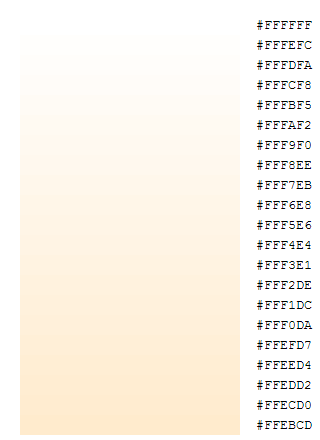 #FFFFFF
#FFFEFC
#FFFDFA
#FFFCF8
#FFFBF5
#FFFAF2
#FFF9F0
#FFF8EE
#FFF7EB
#FFF6E8
#FFF5E6
#FFF4E4
#FFF3E1
#FFF2DE
#FFF1DC
#FFF0DA
#FFEFD7
#FFEED4
#FFEDD2
#FFECD0
#FFEBCD